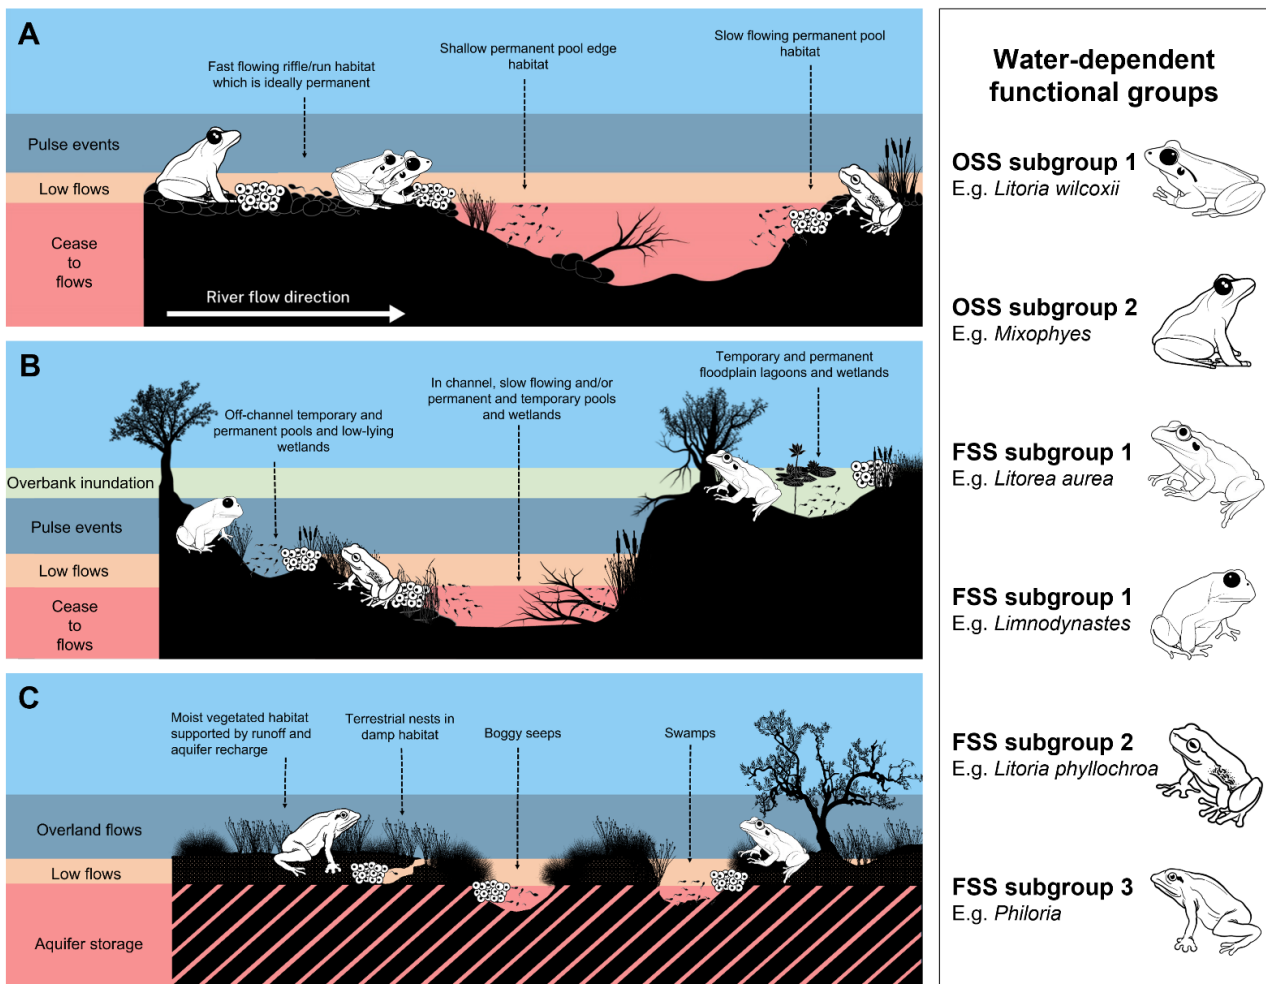 A
Fast flowing riffle/run habitat
which is ideally permanent
Shallow permanent pool edge
habitat
Slow flowing permanent pool
habitat
Pulse events
Low flows
Cease
to
flows
River flow direction
B
Off-channel temporary and
permanent pools and low-lying
wetlands
In channel, slow flowing and/or
permanent and temporary pools
and wetlands
Temporary and permanent
floodplain lagoons and wetlands
Overbank inundation
Pulse events
Low flows
Cease
to
flows
C
Moist vegetated habitat
supported by runoff and
aquifer recharge
Terrestrial nests in
damp habitat
Boggy seeps
Swamps
Overland flows
Low flows
Aquifer storage
Water-dependent
functional groups
OSS subgroup 1
E.g. Litoria wilcoxii
OSS subgroup 2
E.g. Mixophyes
FSS subgroup 1
E.g. Litorea aurea
FSS subgroup 1
E.g. Limnodynastes
FSS subgroup 2
E.g. Litoria phyllochroa
FSS subgroup 3
E.g. Philoria